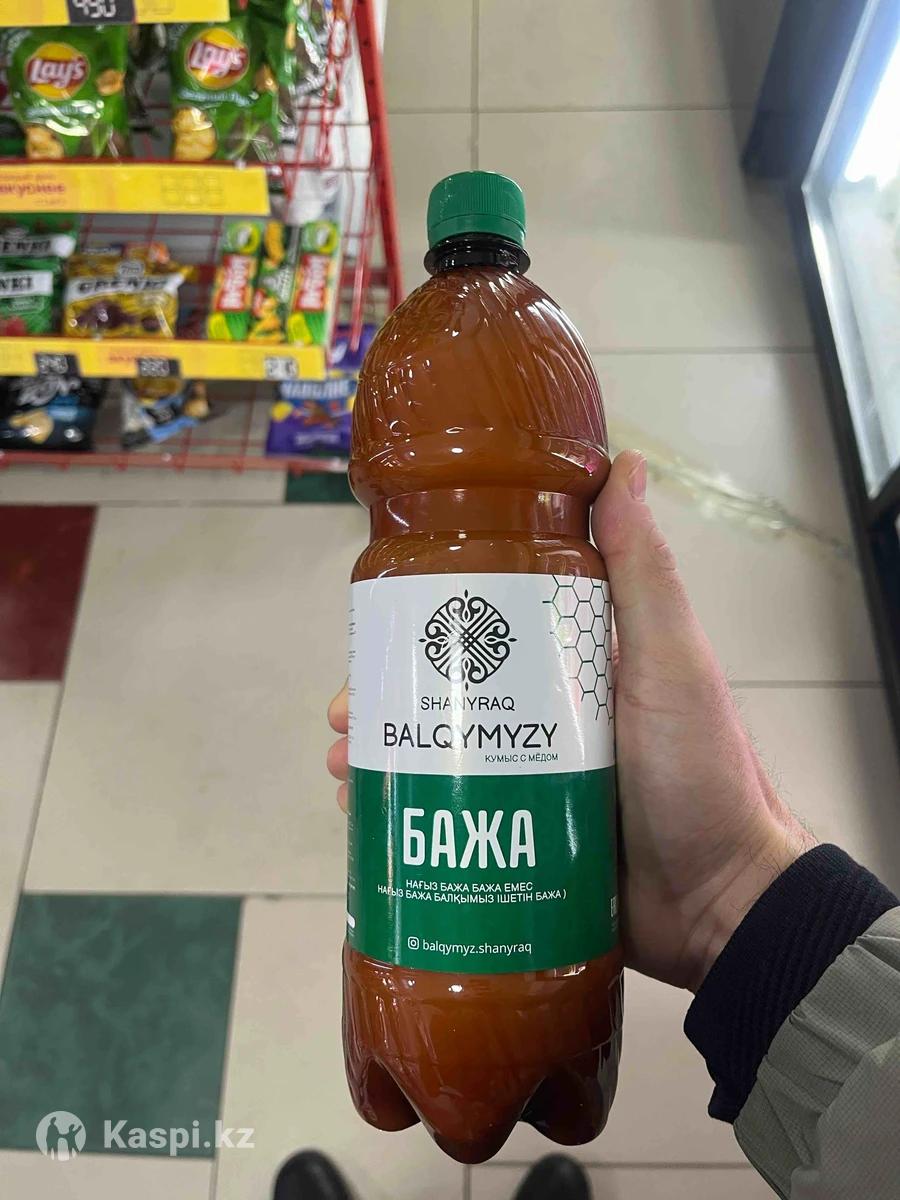 Lay's
Lay's
SHANYRAQ
BALQYMYZY
КУМЫС С МЁДОМ
БАЖА
НАҒЫЗ БАЖА БАЖА ЕМЕС
НАҒЫЗ БАЖА БАЛҚЫМЫЗ ІШЕТІН БАЖА )
balqymyz.shanyraq
Kaspi.kz